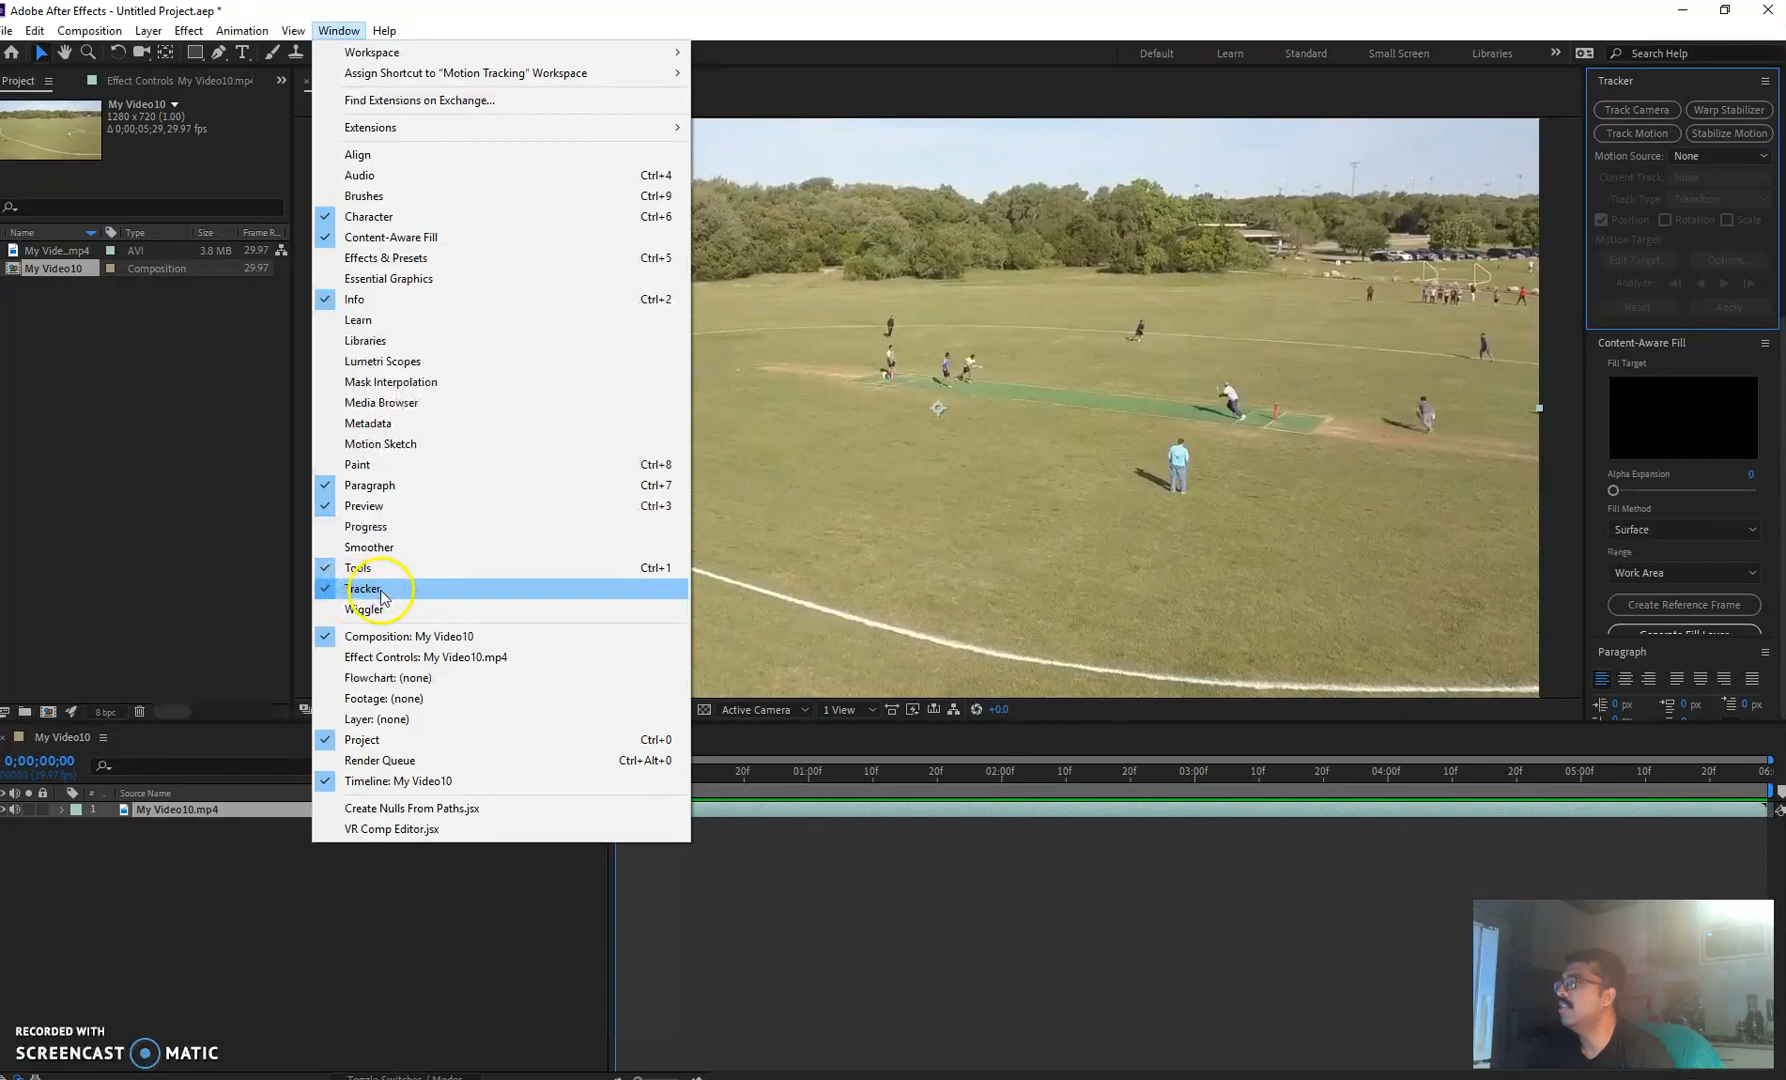 Adobe After Effects - Untitled Project.aep *
File Edit Composition Layer Effect Animation View Window Help
Default Learn Standard Small Screen Libraries Search Help
Project Effect Controls My Video10.mp4
My Video10
1280 x 720 (1.00)
Δ 0;00;05;29, 29.97 fps
Name Type Size Frame R...
My Vide...mp4 AVI 3.8 MB 29.97
My Video10 Composition 29.97
8 bpc
Workspace
Assign Shortcut to "Motion Tracking" Workspace
Find Extensions on Exchange...
Extensions
Align
Audio Ctrl+4
Brushes Ctrl+9
Character Ctrl+6
Content-Aware Fill
Effects & Presets Ctrl+5
Essential Graphics
Info Ctrl+2
Learn
Libraries
Lumetri Scopes
Mask Interpolation
Media Browser
Metadata
Motion Sketch
Paint Ctrl+8
Paragraph Ctrl+7
Preview Ctrl+3
Progress
Smoother
Tools Ctrl+1
Tracker
Wiggler
Composition: My Video10
Effect Controls: My Video10.mp4
Flowchart: (none)
Footage: (none)
Layer: (none)
Project Ctrl+0
Render Queue Ctrl+Alt+0
Timeline: My Video10
Create Nulls From Paths.jsx
VR Comp Editor.jsx
Active Camera 1 View +0.0
Tracker
Track Camera Warp Stabilizer
Track Motion Stabilize Motion
Motion Source: None
Current Track: None
Track Type Transform
Position Rotation Scale
Motion Target:
Edit Target... Options...
Analyze:
Reset Apply
Content-Aware Fill
Fill Target
Alpha Expansion 0
Fill Method
Surface
Range
Work Area
Create Reference Frame
Generate Fill Layer
Paragraph
0 px 0 px 0 px
My Video10
0;00;00;00
00000 (29.97 fps)
20f 01:00f 10f 20f 02:00f 10f 20f 03:00f 10f 20f 04:00f 10f 20f 05:00f 10f 20f 06:
# Source Name
1 My Video10.mp4
Toggle Switches / Modes
RECORDED WITH
SCREENCAST MATIC